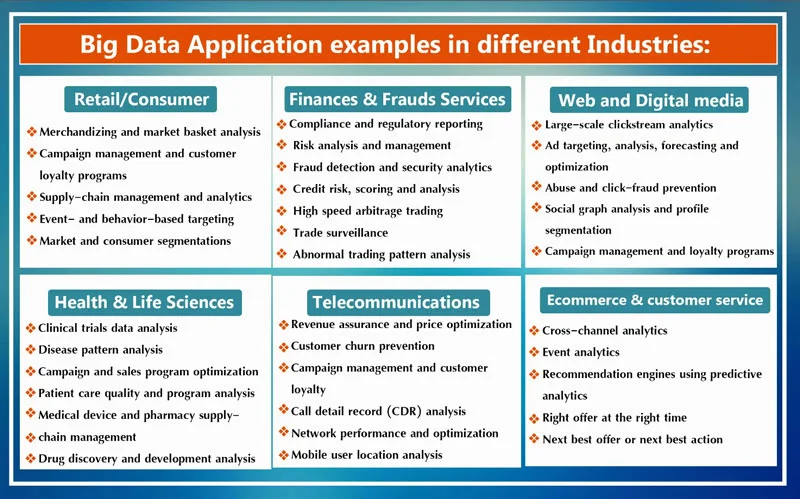 Big Data Application examples in different Industries:
Retail/Consumer
❖ Merchandizing and market basket analysis
❖ Campaign management and customer
loyalty programs
❖ Supply-chain management and analytics
❖ Event- and behavior-based targeting
❖ Market and consumer segmentations
Finances & Frauds Services
❖ Compliance and regulatory reporting
❖ Risk analysis and management
❖ Fraud detection and security analytics
❖ Credit risk, scoring and analysis
❖ High speed arbitrage trading
❖ Trade surveillance
❖ Abnormal trading pattern analysis
Web and Digital media
❖ Large-scale clickstream analytics
❖ Ad targeting, analysis, forecasting and
optimization
❖ Abuse and click-fraud prevention
❖ Social graph analysis and profile
segmentation
❖ Campaign management and loyalty programs
Health & Life Sciences
❖ Clinical trials data analysis
❖ Disease pattern analysis
❖ Campaign and sales program optimization
❖ Patient care quality and program analysis
❖ Medical device and pharmacy supply-
❖ chain management
❖ Drug discovery and development analysis
Telecommunications
❖ Revenue assurance and price optimization
❖ Customer churn prevention
❖ Campaign management and customer
loyalty
❖ Call detail record (CDR) analysis
❖ Network performance and optimization
❖ Mobile user location analysis
Ecommerce & customer service
❖ Cross-channel analytics
❖ Event analytics
❖ Recommendation engines using predictive
analytics
❖ Right offer at the right time
❖ Next best offer or next best action